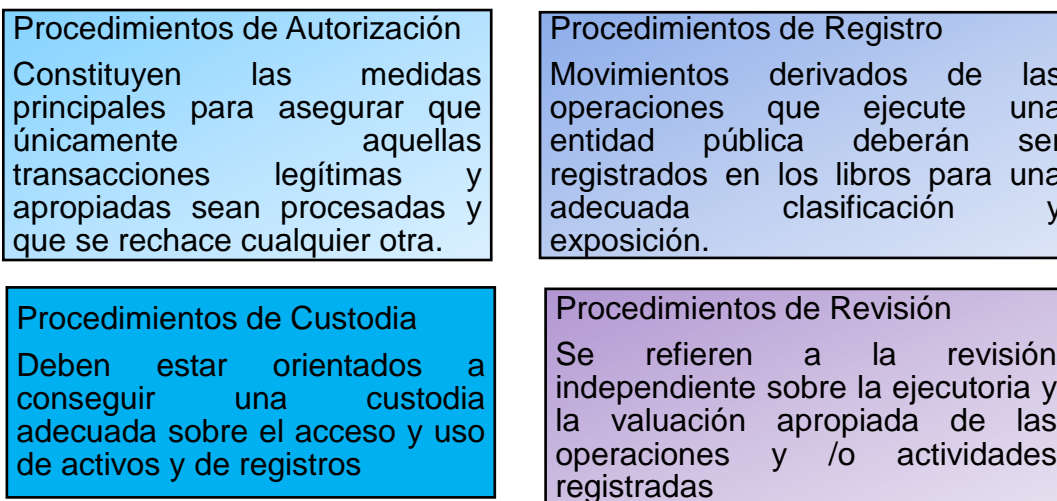 Procedimientos de Autorización
Constituyen las medidas
principales para asegurar que
únicamente aquellas
transacciones legítimas y
apropiadas sean procesadas y
que se rechace cualquier otra.
Procedimientos de Registro
Movimientos derivados de las
operaciones que ejecute una
entidad pública deberán ser
registrados en los libros para una
adecuada clasificación y
exposición.
Procedimientos de Custodia
Deben estar orientados a
conseguir una custodia
adecuada sobre el acceso y uso
de activos y de registros
Procedimientos de Revisión
Se refieren a la revisión
independiente sobre la ejecutoria y
la valuación apropiada de las
operaciones y /o actividades
registradas